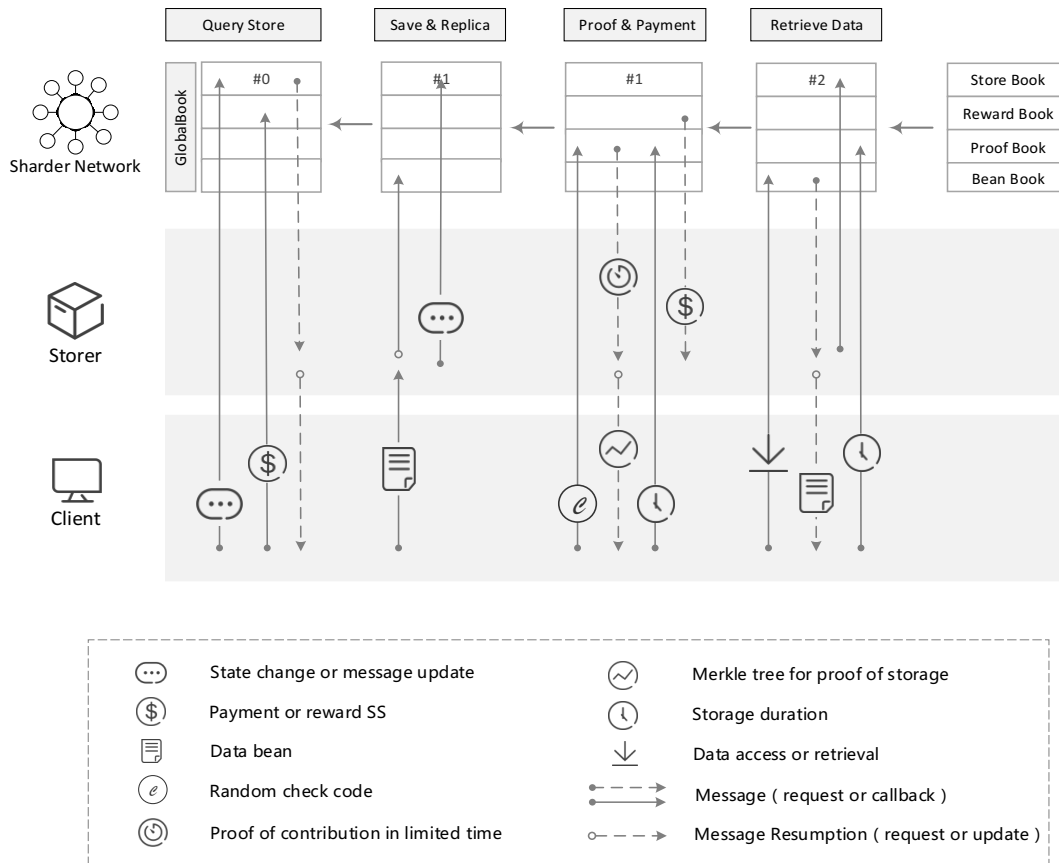 Query Store
Save & Replica
Proof & Payment
Retrieve Data
GlobalBook
#0
#1
#1
#2
Store Book
Reward Book
Proof Book
Bean Book
Sharder Network
Storer
Client
$
$
e
State change or message update
Merkle tree for proof of storage
$
Payment or reward SS
Storage duration
Data bean
Data access or retrieval
e
Random check code
Message ( request or callback )
Proof of contribution in limited time
Message Resumption ( request or update )